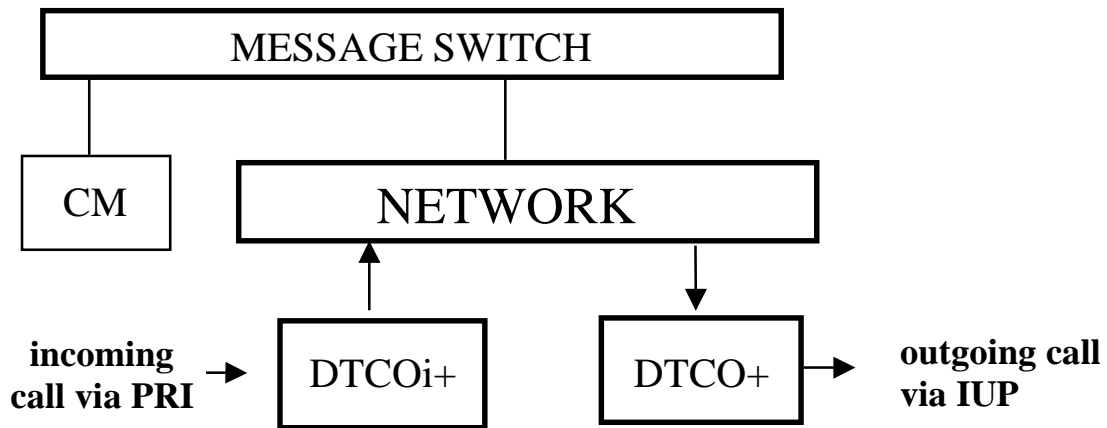 MESSAGE SWITCH
CM
NETWORK
incoming
call via PRI
DTCOi+
DTCO+
outgoing call
via IUP